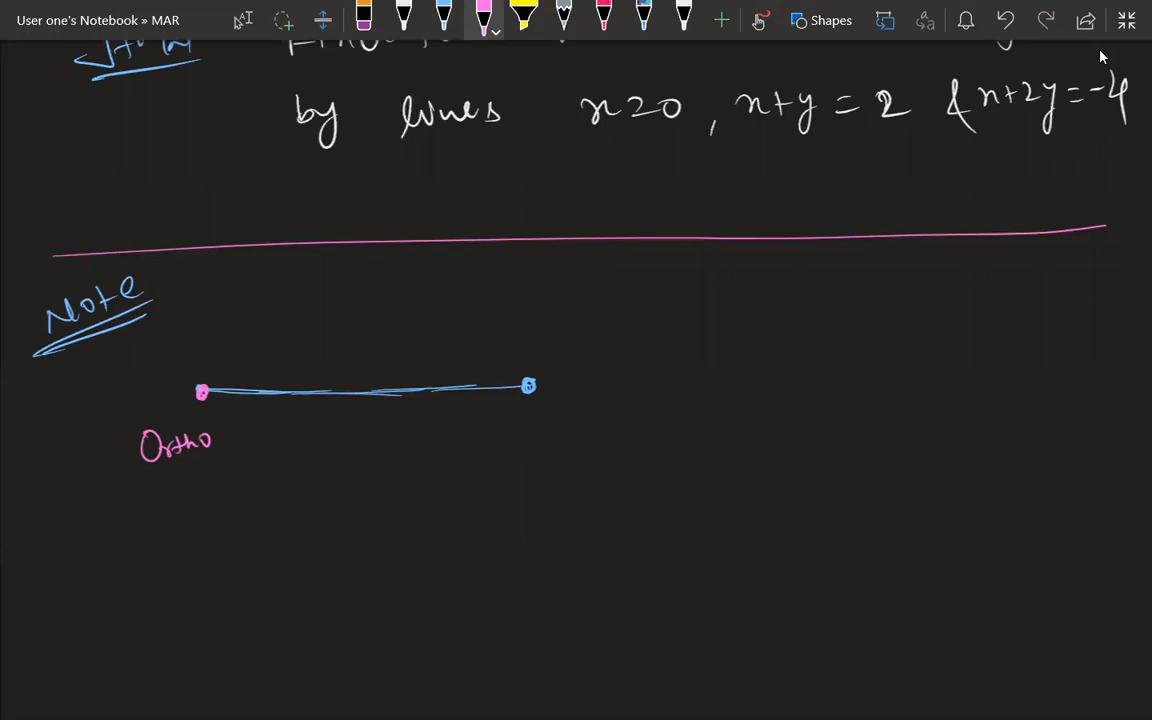 User one's Notebook » MAR
Shapes
by lines x=0, x+y = 2 & x+2y=-4
Note
Ortho